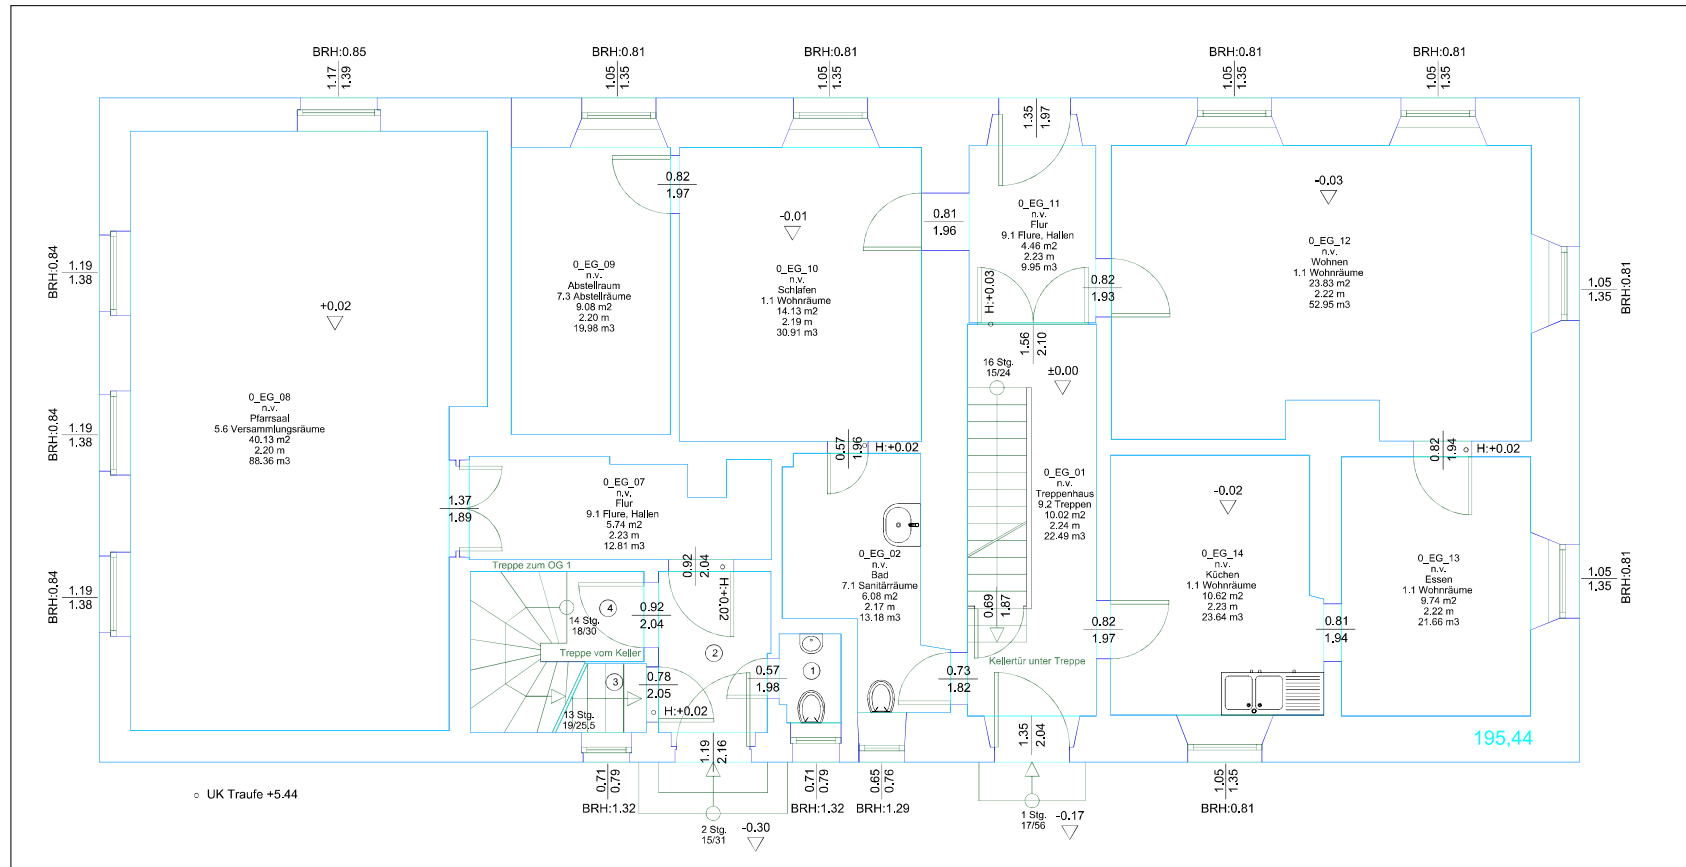 BRH:0.85
1.17
1.39
BRH:0.81
1.05
1.35
BRH:0.81
1.05
1.35
1.35
1.97
BRH:0.81
1.05
1.35
BRH:0.81
1.05
1.35
BRH:0.84
1.19
1.38
BRH:0.84
1.19
1.38
BRH:0.84
1.19
1.38
+0.02
0_EG_08
n.v.
Pfarrsaal
5.6 Versammlungsräume
40.13 m2
2.20 m
88.36 m3
0_EG_09
n.v.
Abstellraum
7.3 Abstellräume
9.08 m2
2.20 m
19.98 m3
0.82
1.97
-0.01
0_EG_10
n.v.
Schlafen
1.1 Wohnräume
14.13 m2
2.19 m
30.91 m3
0.81
1.96
0_EG_11
n.v.
Flur
9.1 Flure, Hallen
4.46 m2
2.23 m
9.95 m3
H:+0.03
0.82
1.93
1.56
2.10
-0.03
0_EG_12
n.v.
Wohnen
1.1 Wohnräume
23.83 m2
2.22 m
52.95 m3
BRH:0.81
1.05
1.35
16 Stg.
15/24
±0.00
0.57
1.96
H:+0.02
0.82
1.94
H:+0.02
1.37
1.89
0_EG_07
n.v.
Flur
9.1 Flure, Hallen
5.74 m2
2.23 m
12.81 m3
0_EG_01
n.v.
Treppenhaus
9.2 Treppen
10.02 m2
2.24 m
22.49 m3
-0.02
0_EG_14
n.v.
Küchen
1.1 Wohnräume
10.62 m2
2.23 m
23.64 m3
0_EG_13
n.v.
Essen
1.1 Wohnräume
9.74 m2
2.22 m
21.66 m3
BRH:0.81
1.05
1.35
0_EG_02
n.v.
Bad
7.1 Sanitärräume
6.08 m2
2.17 m
13.18 m3
0.92
2.04
H:+0.02
Treppe zum OG 1
4
14 Stg.
18/30
0.92
2.04
Treppe vom Keller
2
3
13 Stg.
19/25,5
0.78
2.05
H:+0.02
0.57
1.98
1
0.73
1.82
0.69
1.87
Kellertür unter Treppe
0.82
1.97
0.81
1.94
195,44
0.71
0.79
BRH:1.32
1.19
2.16
0.71
0.79
BRH:1.32
0.65
0.76
BRH:1.29
1.35
2.04
1.05
1.35
BRH:0.81
UK Traufe +5.44
2 Stg.
15/31
-0.30
1 Stg.
17/56
-0.17